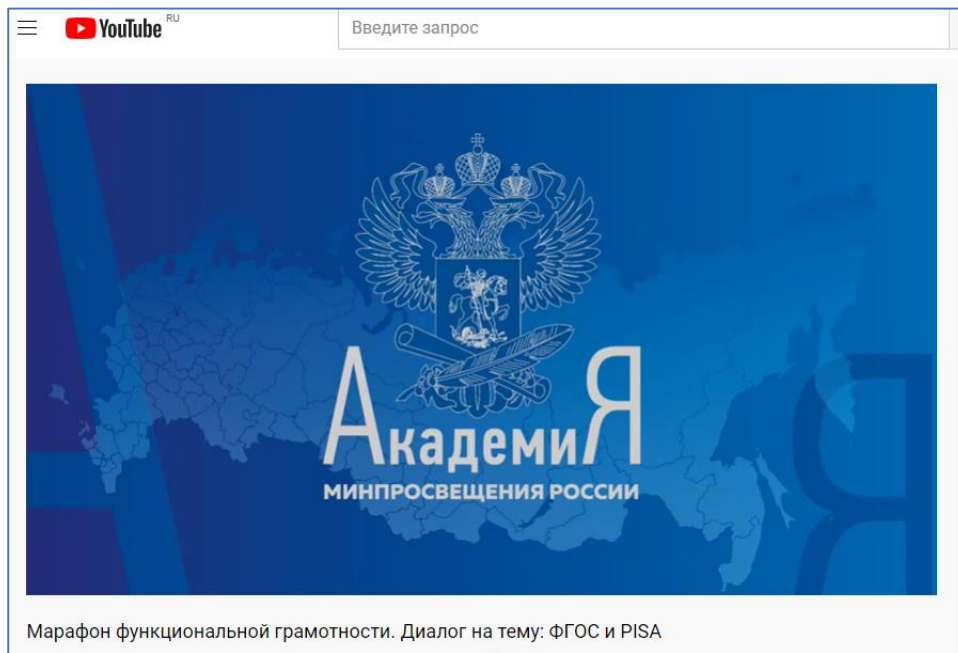 YouTube RU
Введите запрос
АкадемиЯ
МИНПРОСВЕЩЕНИЯ РОССИИ
Марафон функциональной грамотности. Диалог на тему: ФГОС и PISA